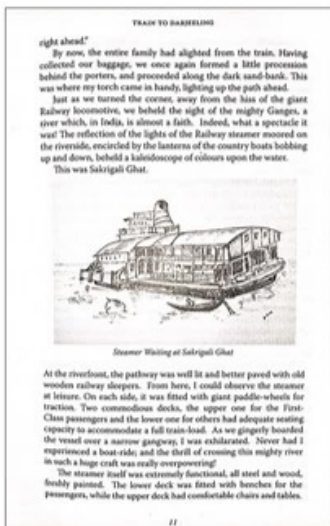 TRAIN TO DARJEELING
right ahead."
By now, the entire family had alighted from the train. Having
collected our baggage, we once again formed a little procession
behind the porters, and proceeded along the dark sand-bank. This
was where my torch came in handy, lighting up the path ahead.
Just as we turned the corner, away from the hiss of the giant
Railway locomotive, we beheld the sight of the mighty Ganges, a
river which, in India, is almost a faith. Indeed, what a spectacle it
was! The reflection of the lights of the Railway steamer moored on
the riverside, encircled by the lanterns of the country boats bobbing
up and down, beheld a kaleidoscope of colours upon the water.
This was Sakrigali Ghat.
Steamer Waiting at Sakrigali Ghat
At the riverfront, the pathway was well lit and better paved with old
wooden railway sleepers. From here, I could observe the steamer
at leisure. On each side, it was fitted with giant paddle-wheels for
traction. Two commodious decks, the upper one for the First-
Class passengers and the lower one for others had adequate seating
capacity to accommodate a full train-load. As we gingerly boarded
the vessel over a narrow gangway, I was exhilarated. Never had I
experienced a boat-ride; and the thrill of crossing this mighty river
in such a huge craft was really overpowering!
The steamer itself was extremely functional, all steel and wood,
freshly painted. The lower deck was fitted with benches for the
passengers, while the upper deck had comfortable chairs and tables.
11